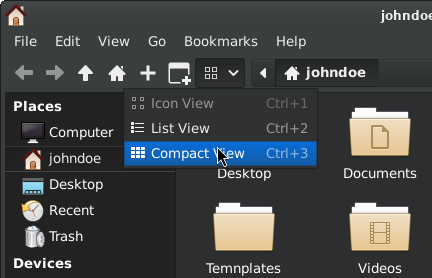 johndoe
File Edit View Go Bookmarks Help
johndoe
Icon View Ctrl+1
List View Ctrl+2
Compact View Ctrl+3
Places
Computer
johndoe
Desktop
Recent
Trash
Devices
Desktop
Documents
Temnplates
Videos